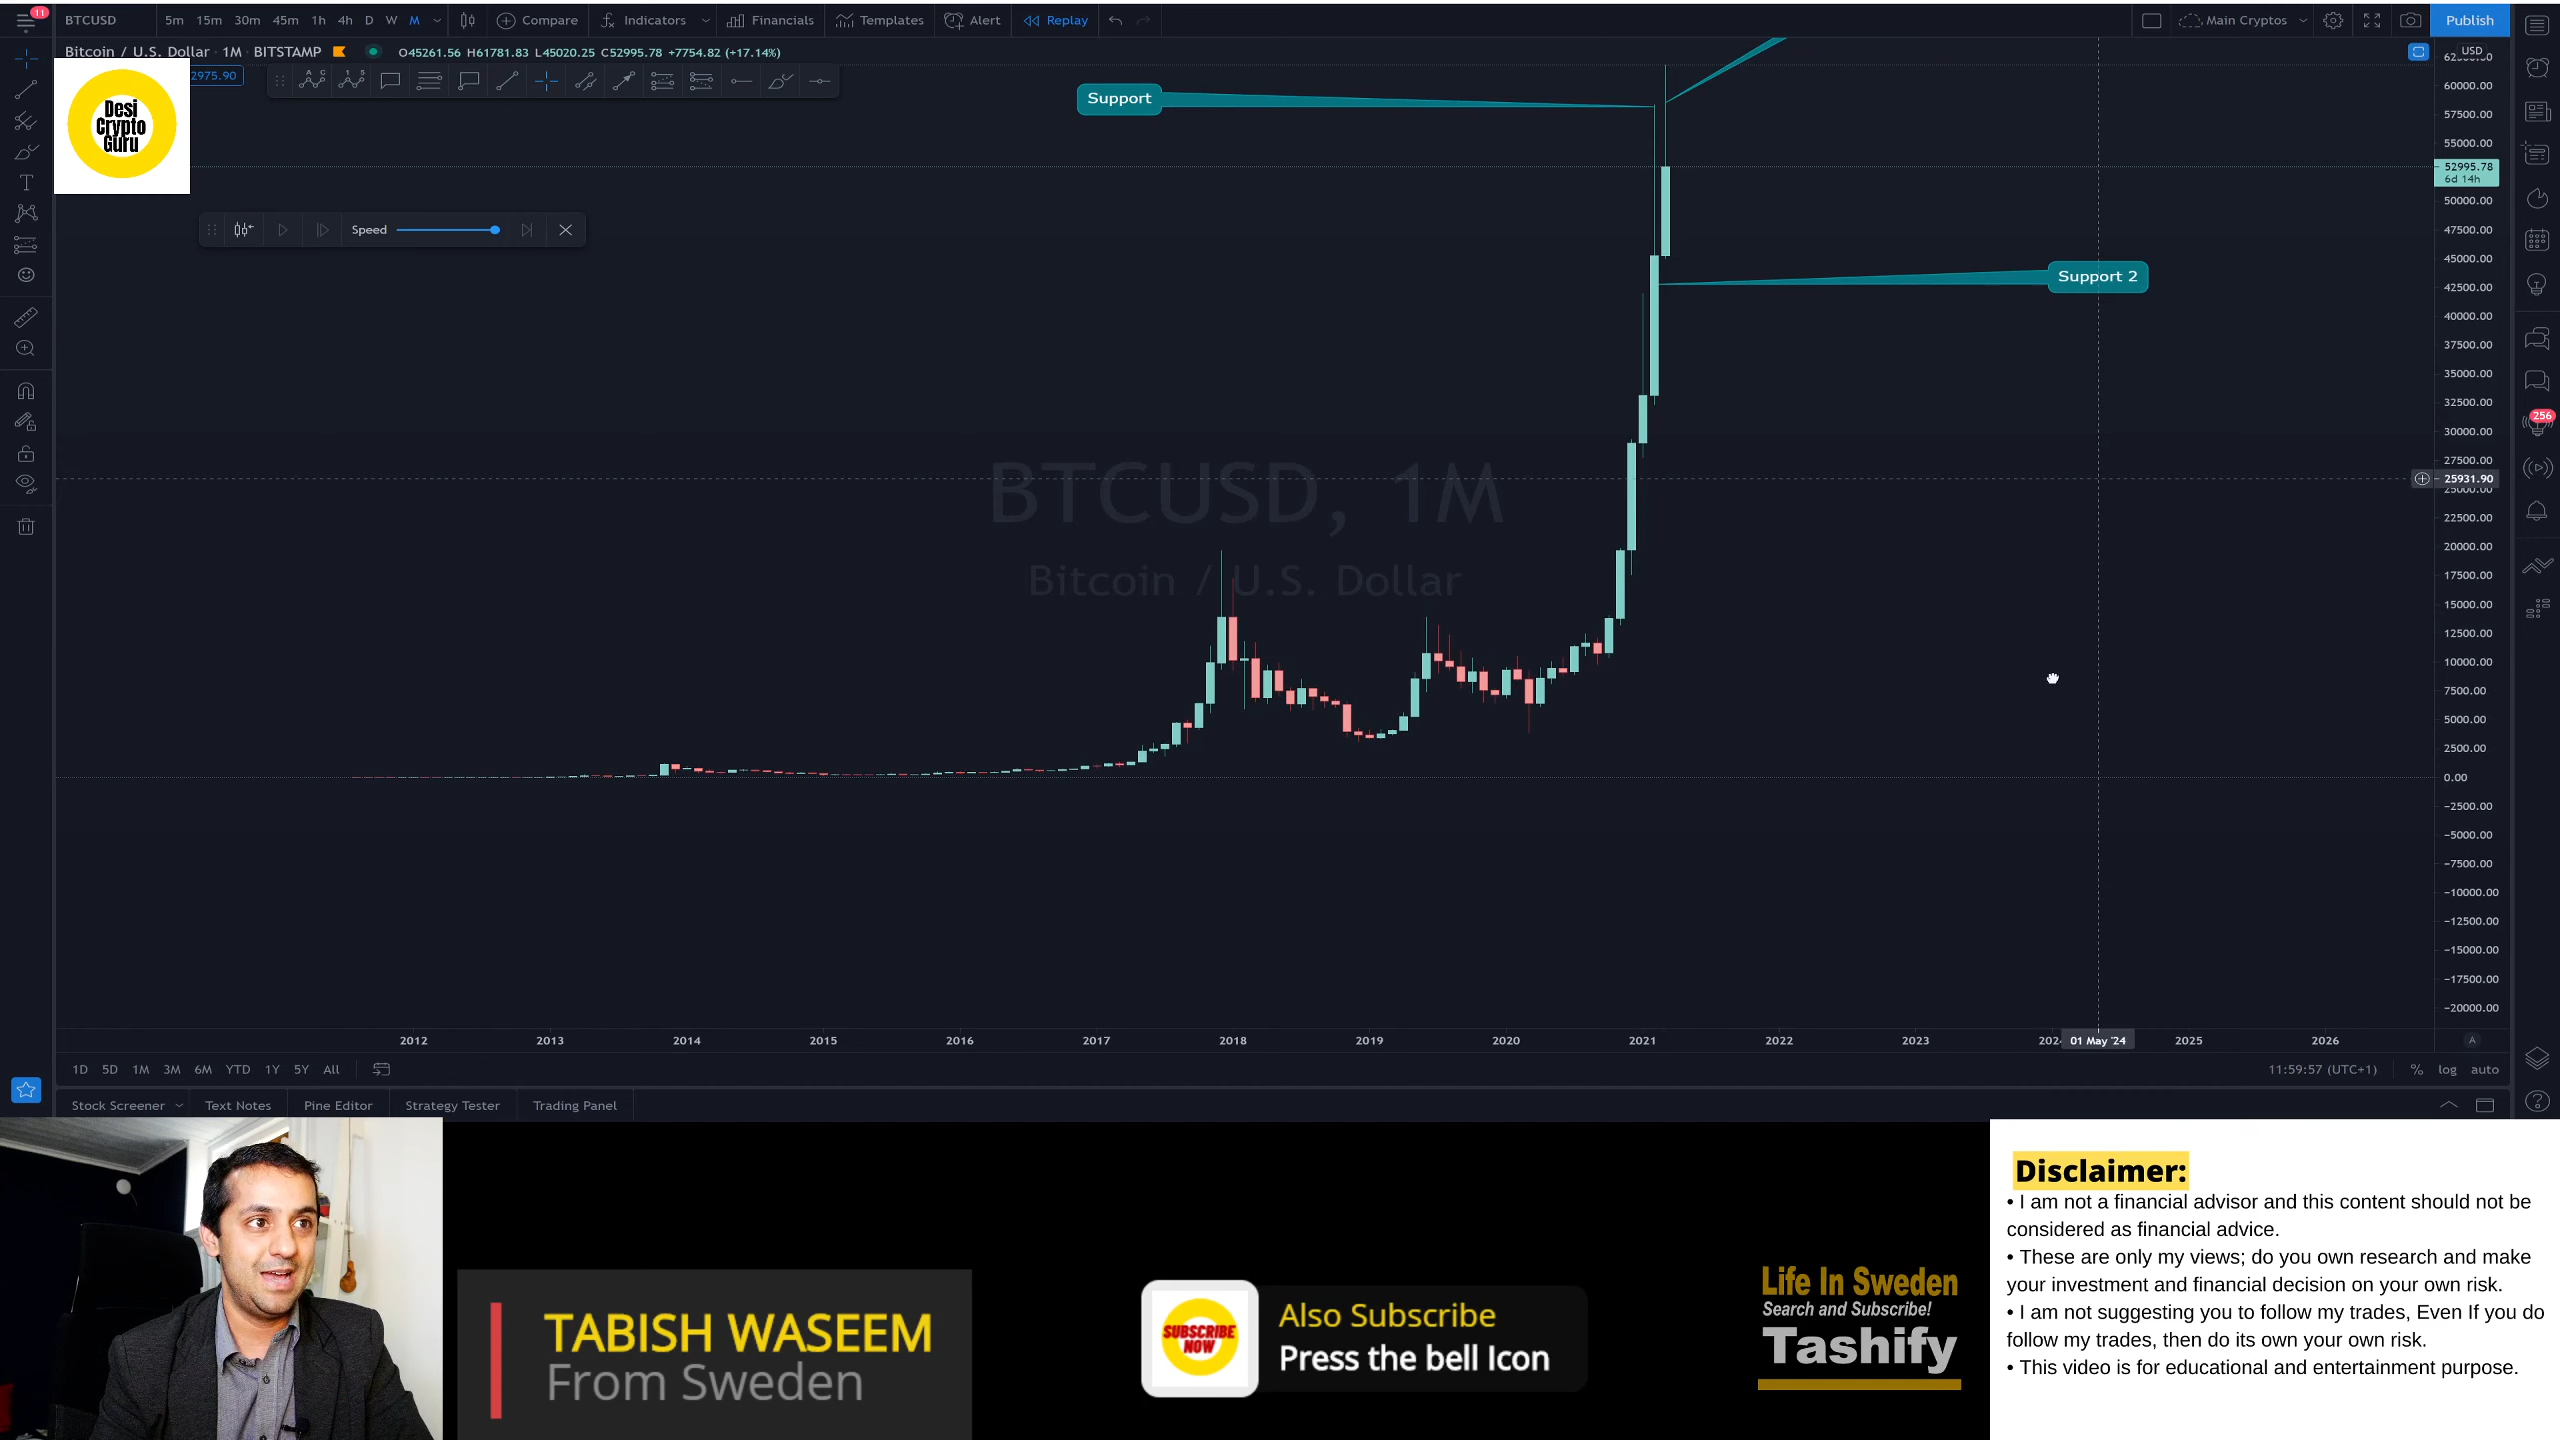 11
BTCUSD 5m 15m 30m 45m 1h 4h D W M Compare Indicators Financials Templates Alert Replay Main Cryptos Publish
Bitcoin / U.S. Dollar · 1M · BITSTAMP O45261.56 H61781.83 L45020.25 C52995.78 +7754.82 (+17.14%)
2975.90
Desi
Crypto
Guru
Speed
Support
Support 2
BTCUSD, 1M
Bitcoin / U.S. Dollar
USD
60000.00
57500.00
55000.00
52995.78
6d 14h
50000.00
47500.00
45000.00
42500.00
40000.00
37500.00
35000.00
32500.00
30000.00
27500.00
25931.90
25000.00
22500.00
20000.00
17500.00
15000.00
12500.00
10000.00
7500.00
5000.00
2500.00
0.00
−2500.00
−5000.00
−7500.00
−10000.00
−12500.00
−15000.00
−17500.00
−20000.00
256
2012 2013 2014 2015 2016 2017 2018 2019 2020 2021 2022 2023 202 01 May '24 2025 2026 A
1D 5D 1M 3M 6M YTD 1Y 5Y All 11:59:57 (UTC+1) % log auto
Stock Screener Text Notes Pine Editor Strategy Tester Trading Panel
TABISH WASEEM
From Sweden
SUBSCRIBE
NOW
Also Subscribe
Press the bell Icon
Life In Sweden
Search and Subscribe!
Tashify
Disclaimer:
• I am not a financial advisor and this content should not be
considered as financial advice.
• These are only my views; do you own research and make
your investment and financial decision on your own risk.
• I am not suggesting you to follow my trades, Even If you do
follow my trades, then do its own your own risk.
• This video is for educational and entertainment purpose.